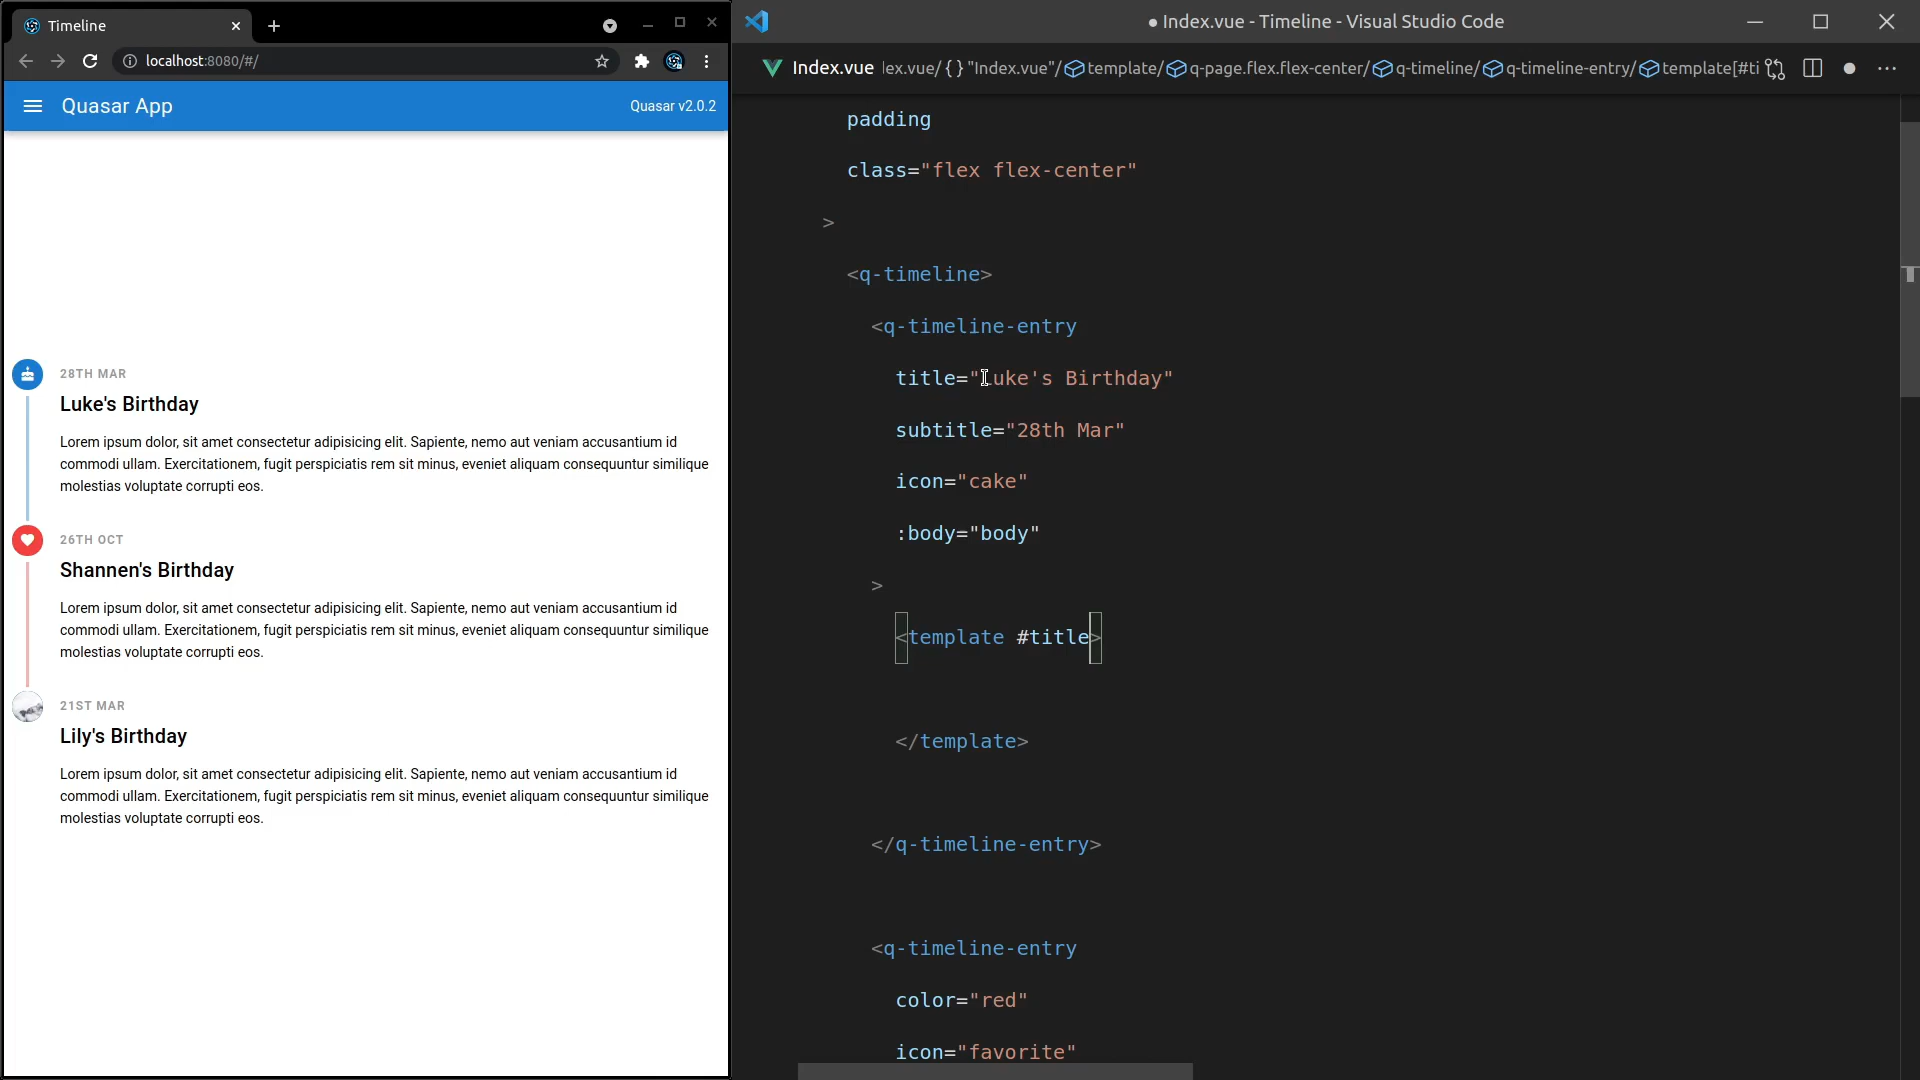 Timeline
localhost:8080/#/
Quasar App
Quasar v2.0.2
28TH MAR
Luke's Birthday
Lorem ipsum dolor, sit amet consectetur adipisicing elit. Sapiente, nemo aut veniam accusantium id
commodi ullam. Exercitationem, fugit perspiciatis rem sit minus, eveniet aliquam consequuntur similique
molestias voluptate corrupti eos.
26TH OCT
Shannen's Birthday
Lorem ipsum dolor, sit amet consectetur adipisicing elit. Sapiente, nemo aut veniam accusantium id
commodi ullam. Exercitationem, fugit perspiciatis rem sit minus, eveniet aliquam consequuntur similique
molestias voluptate corrupti eos.
21ST MAR
Lily's Birthday
Lorem ipsum dolor, sit amet consectetur adipisicing elit. Sapiente, nemo aut veniam accusantium id
commodi ullam. Exercitationem, fugit perspiciatis rem sit minus, eveniet aliquam consequuntur similique
molestias voluptate corrupti eos.
● Index.vue - Timeline - Visual Studio Code
Index.vue lex.vue/ {} "Index.vue"/ template/ q-page.flex.flex-center/ q-timeline/ q-timeline-entry/ template[#ti
padding
class="flex flex-center"
>
<q-timeline>
<q-timeline-entry
title="Luke's Birthday"
subtitle="28th Mar"
icon="cake"
:body="body"
>
<template #title>
</template>
</q-timeline-entry>
<q-timeline-entry
color="red"
icon="favorite"